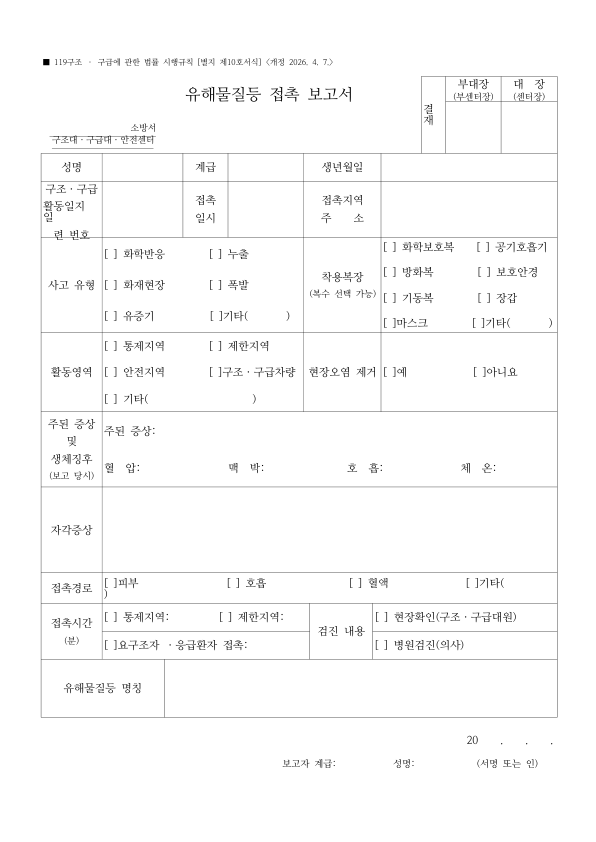 ■ 119구조 · 구급에 관한 법률 시행규칙 [별지 제10호서식] <개정 2026. 4. 7.>
유해물질등 접촉 보고서
결재
부대장
(부센터장)
대 장
(센터장)
소방서
구조대·구급대·안전센터
성명
계급
생년월일
구조·구급
활동일지 일
련 번호
접촉
일시
접촉지역
주 소
사고 유형
[ ] 화학반응 [ ] 누출
[ ] 화재현장 [ ] 폭발
[ ] 유증기 [ ]기타( )
착용복장
(복수 선택 가능)
[ ] 화학보호복 [ ] 공기호흡기
[ ] 방화복 [ ] 보호안경
[ ] 기동복 [ ] 장갑
[ ]마스크 [ ]기타( )
활동영역
[ ] 통제지역 [ ] 제한지역
[ ] 안전지역 [ ]구조·구급차량
[ ] 기타( )
현장오염 제거
[ ]예 [ ]아니요
주된 증상
및
생체징후
(보고 당시)
주된 증상:
혈 압: 맥 박: 호 흡: 체 온:
자각증상
접촉경로
[ ]피부 [ ] 호흡 [ ] 혈액 [ ]기타(
)
접촉시간
(분)
[ ] 통제지역: [ ] 제한지역:
[ ]요구조자 ·응급환자 접촉:
검진 내용
[ ] 현장확인(구조·구급대원)
[ ] 병원검진(의사)
유해물질등 명칭
20 . . .
보고자 계급: 성명: (서명 또는 인)